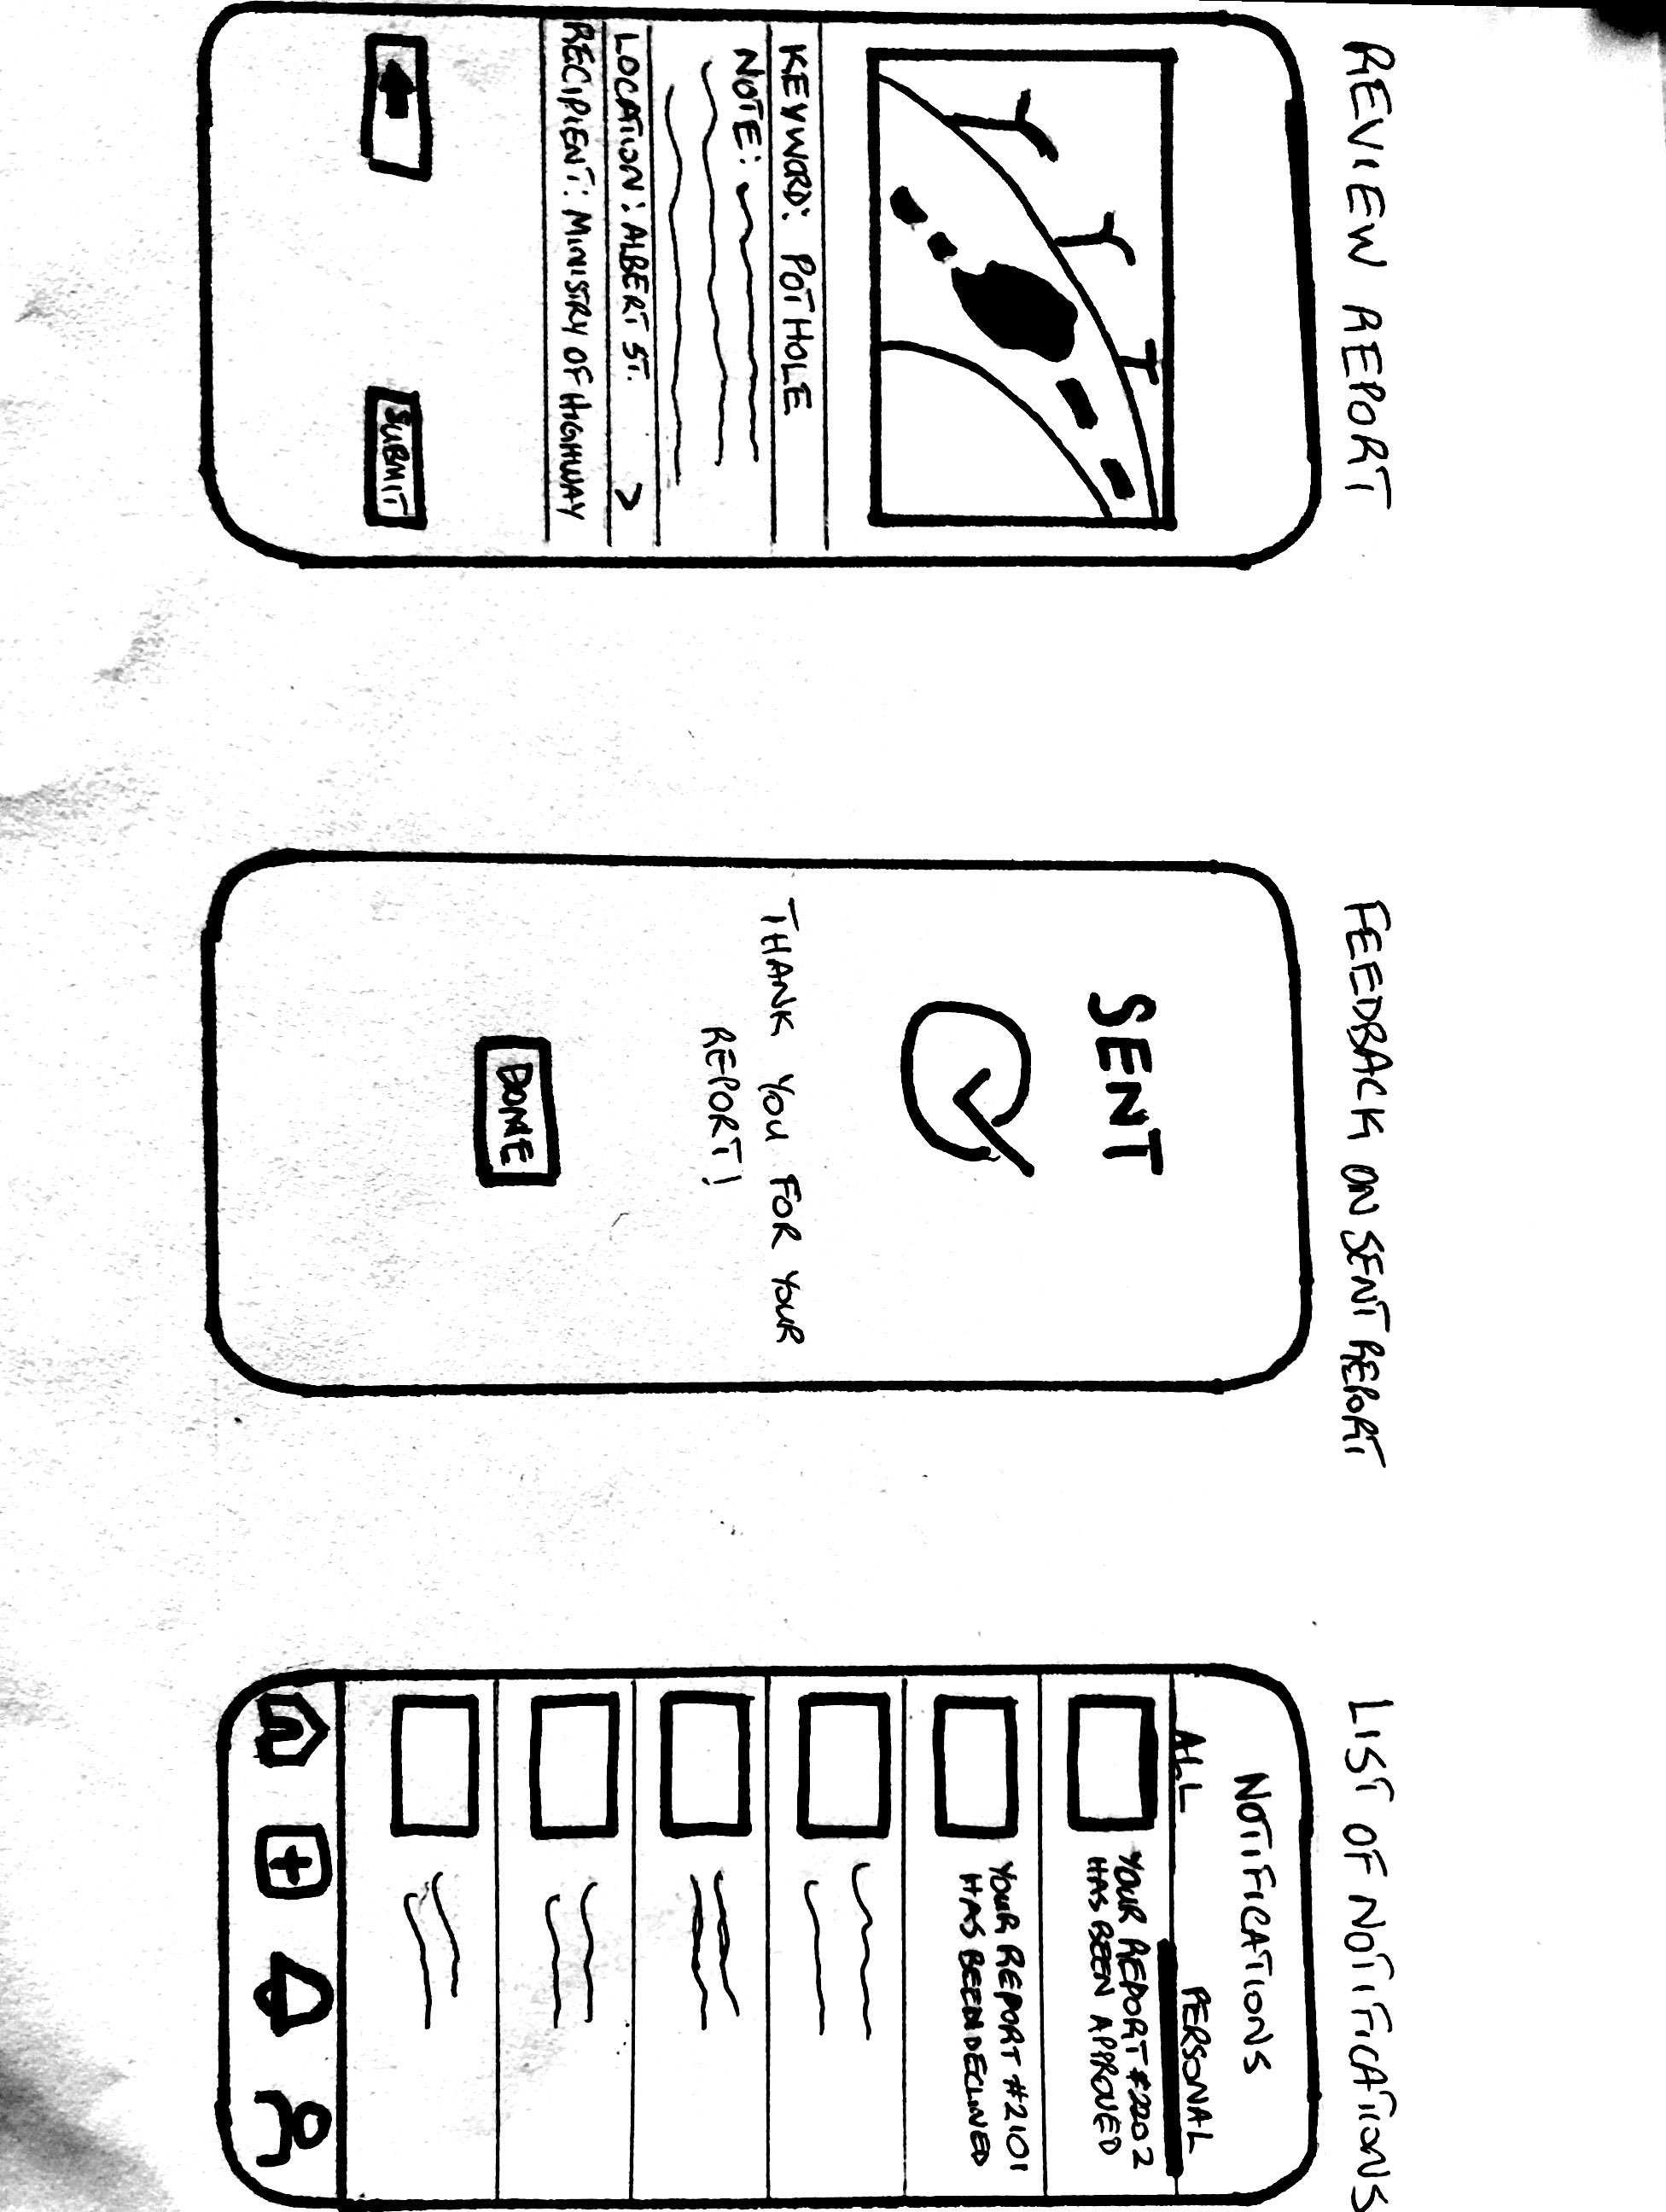 REVIEW REPORT
KEYWORD: POTHOLE
NOTE:
LOCATION: ALBERT ST. >
RECIPIENT: MINISTRY OF HIGHWAY
SUBMIT
FEEDBACK ON SENT REPORT
SENT
THANK YOU FOR YOUR
REPORT!
DONE
LIST OF NOTIFICATIONS
NOTIFICATIONS
ALL PERSONAL
YOUR REPORT #2202
HAS BEEN APPROVED
YOUR REPORT #2101
HAS BEEN DECLINED